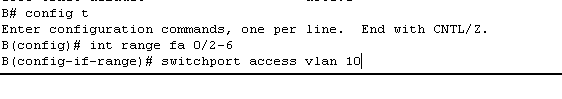 B# config t
Enter configuration commands, one per line.  End with CNTL/Z.
B(config)# int range fa 0/2-6
B(config-if-range)# switchport access vlan 10